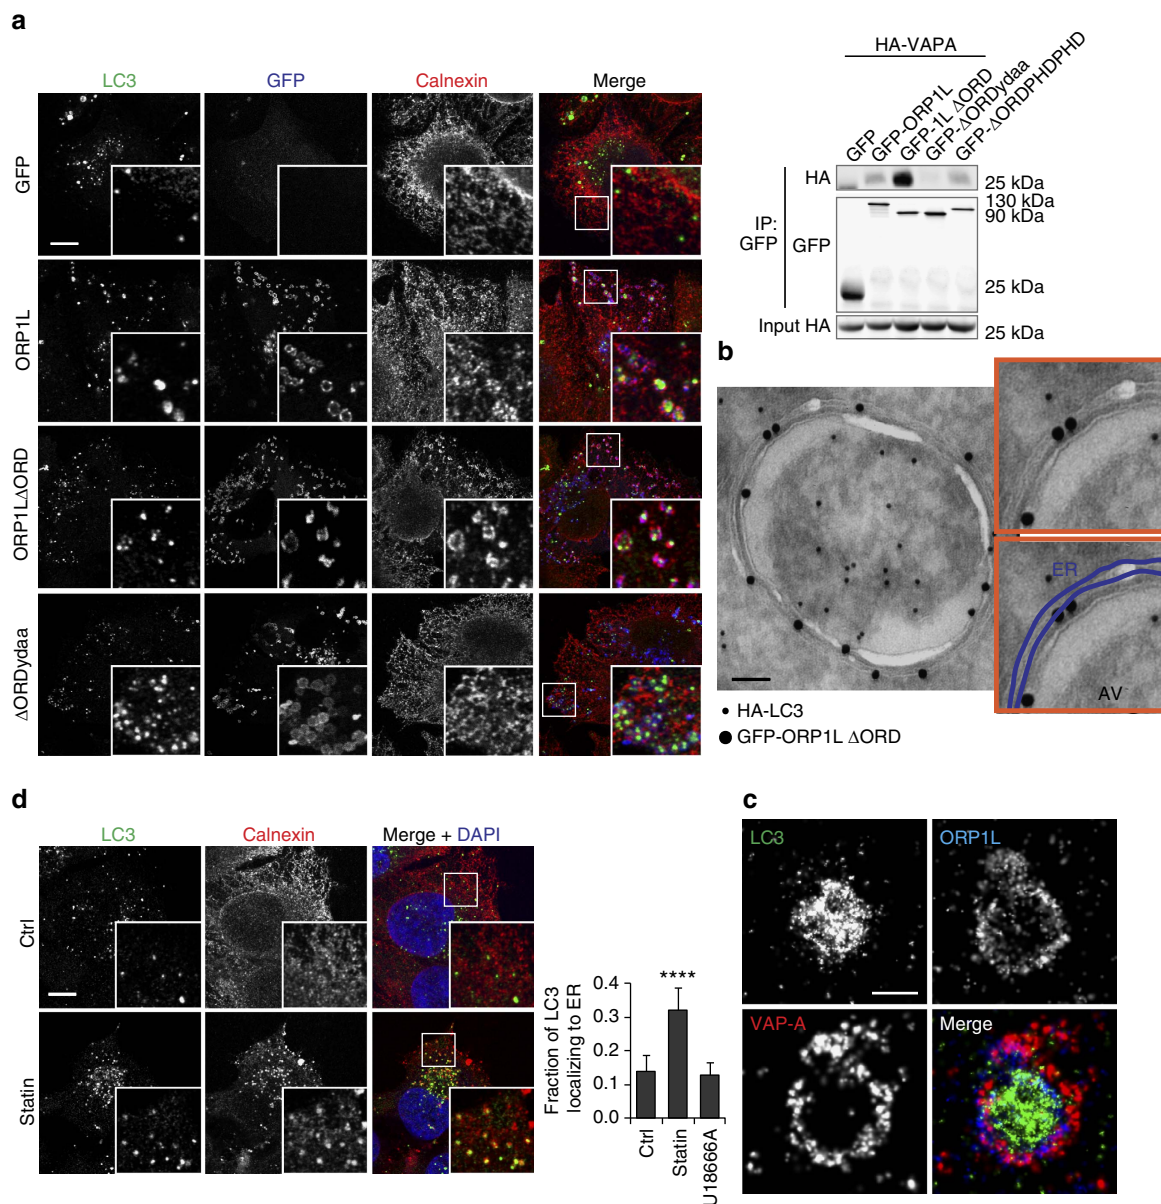 a
LC3
GFP
Calnexin
Merge
GFP
ORP1L
ORP1LΔORD
ΔORDydaa
HA-VAPA
GFP
GFP-ORP1L
GFP-1L ΔORD
GFP-ΔORDydaa
GFP-ΔORDPHDPHD
HA
25 kDa
130 kDa
90 kDa
IP:
GFP
GFP
25 kDa
Input HA
25 kDa
b
ER
AV
HA-LC3
GFP-ORP1L ΔORD
d
LC3
Calnexin
Merge + DAPI
Ctrl
Statin
Fraction of LC3
localizing to ER
0.4
0.3
0.2
0.1
0.0
****
Ctrl
Statin
U18666A
c
LC3
ORP1L
VAP-A
Merge